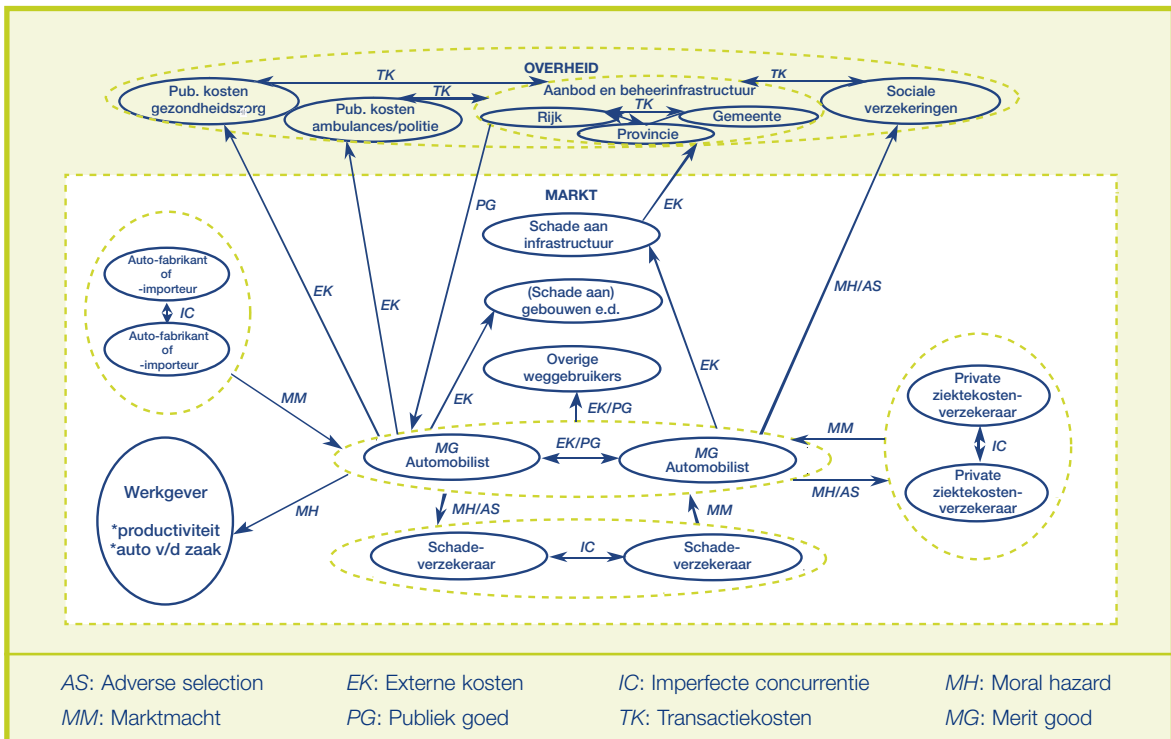 OVERHEID
TK
TK
Pub. kosten
gezondheidszorg
TK
Pub. kosten
ambulances/politie
Aanbod en beheerinfrastructuur
TK
Rijk
Gemeente
Provincie
Sociale
verzekeringen
MARKT
PG
EK
Schade aan
infrastructuur
Auto-fabrikant
of
-importeur
IC
Auto-fabrikant
of
-importeur
EK
EK
(Schade aan)
gebouwen e.d.
MH/AS
Overige
weggebruikers
EK
EK
Private
ziektekosten-
verzekeraar
IC
Private
ziektekosten-
verzekeraar
MM
EK/PG
MM
MG
Automobilist
EK/PG
MG
Automobilist
MH/AS
Werkgever
*productiviteit
*auto v/d zaak
MH
MH/AS
MM
Schade-
verzekeraar
IC
Schade-
verzekeraar
AS: Adverse selection
EK: Externe kosten
IC: Imperfecte concurrentie
MH: Moral hazard
MM: Marktmacht
PG: Publiek goed
TK: Transactiekosten
MG: Merit good